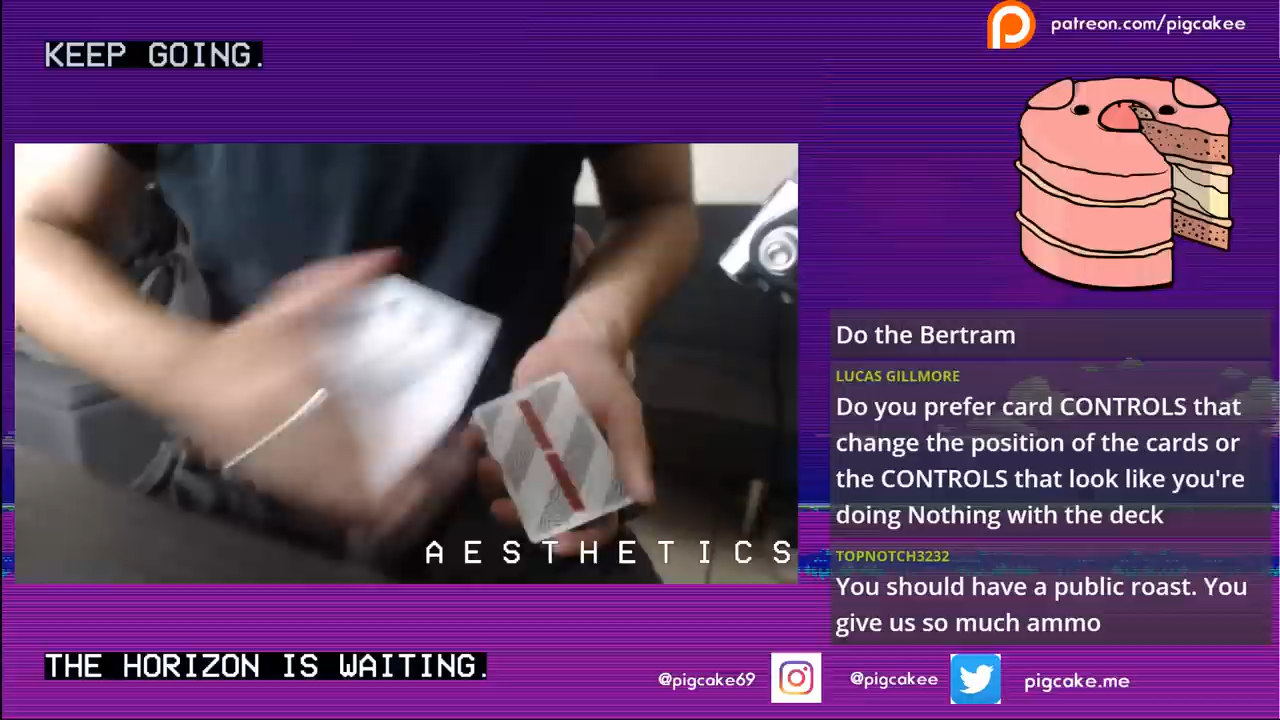 KEEP GOING.
patreon.com/pigcakee
A E S T H E T I C S
Do the Bertram
LUCAS GILLMORE
Do you prefer card CONTROLS that
change the position of the cards or
the CONTROLS that look like you're
doing Nothing with the deck
TOPNOTCH3232
You should have a public roast. You
give us so much ammo
THE HORIZON IS WAITING.
@pigcake69
@pigcakee
pigcake.me